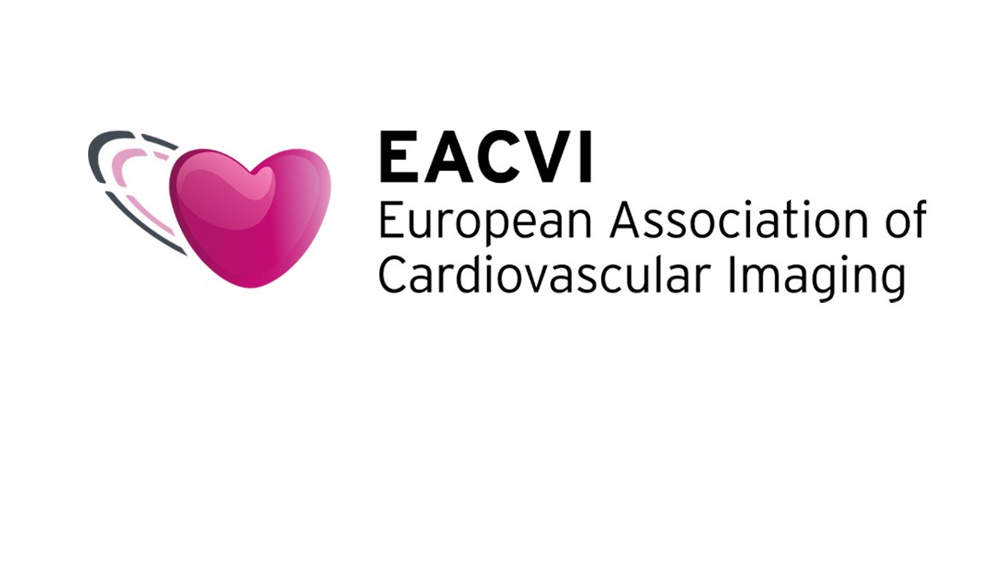 EACVI
European Association of
Cardiovascular Imaging